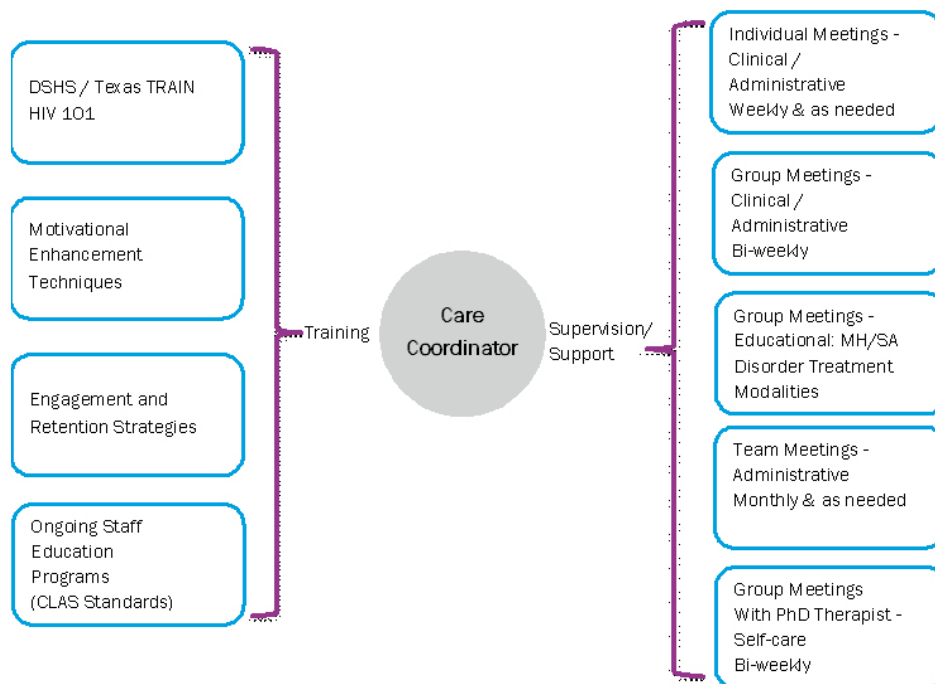 DSHS / Texas TRAIN
HIV 101
Motivational
Enhancement
Techniques
Engagement and
Retention Strategies
Ongoing Staff
Education
Programs
(CLAS Standards)
Training
Care
Coordinator
Supervision/
Support
Individual Meetings -
Clinical /
Administrative
Weekly & as needed
Group Meetings -
Clinical /
Administrative
Bi-weekly
Group Meetings -
Educational: MH/SA
Disorder Treatment
Modalities
Team Meetings -
Administrative
Monthly & as needed
Group Meetings
With PhD Therapist -
Self-care
Bi-weekly